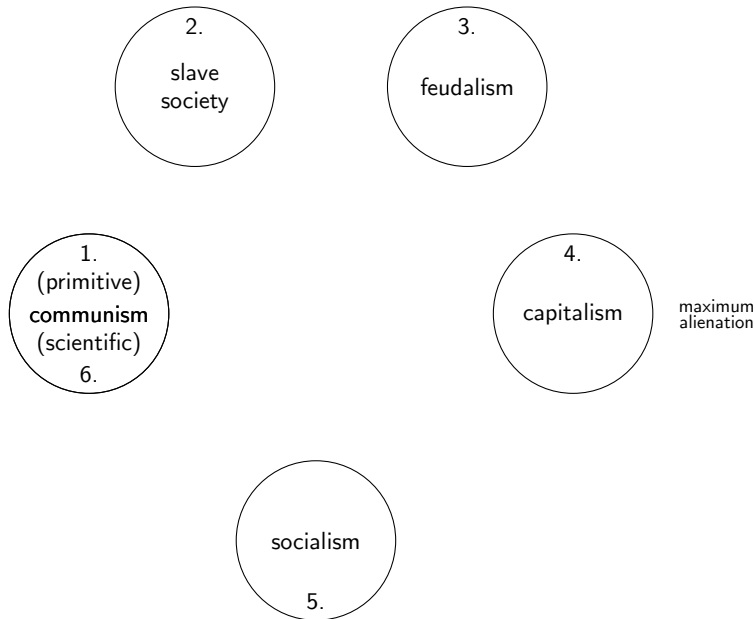 2.
slave
society
3.
feudalism
1.
(primitive)
communism
(scientific)
6.
4.
capitalism
maximum
alienation
socialism
5.